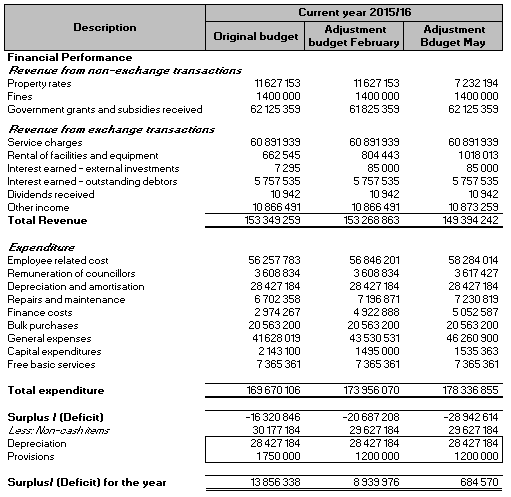 Description
Current year 2015/16
Original budget
Adjustment budget February
Adjustment Bduget May
Financial Performance
Revenue from non-exchange transactions
Property rates 11 627 153 11 627 153 7 232 194
Fines 1 400 000 1 400 000 1 400 000
Government grants and subsidies received 62 125 359 61 825 359 62 125 359
Revenue from exchange transactions
Service charges 60 891 939 60 891 939 60 891 939
Rental of facilities and equipment 662 545 804 443 1 018 013
Interest earned - external investments 7 295 85 000 85 000
Interest earned - outstanding debtors 5 757 535 5 757 535 5 757 535
Dividends received 10 942 10 942 10 942
Other income 10 866 491 10 866 491 10 873 259
Total Revenue 153 349 259 153 268 863 149 394 242
Expenditure
Employee related cost 56 257 783 56 846 201 58 284 014
Remuneration of councillors 3 608 834 3 608 834 3 617 427
Depreciation and amortisation 28 427 184 28 427 184 28 427 184
Repairs and maintenance 6 702 358 7 196 871 7 230 819
Finance costs 2 974 267 4 922 888 5 052 587
Bulk purchases 20 563 200 20 563 200 20 563 200
General expenses 41 628 019 43 530 531 46 260 900
Capital expenditures 2 143 100 1 495 000 1 535 363
Free basic services 7 365 361 7 365 361 7 365 361
Total expenditure 169 670 106 173 956 070 178 336 855
Surplus / (Deficit) -16 320 846 -20 687 208 -28 942 614
Less: Non-cash items 30 177 184 29 627 184 29 627 184
Depreciation 28 427 184 28 427 184 28 427 184
Provisions 1 750 000 1 200 000 1 200 000
Surplus/ (Deficit) for the year 13 856 338 8 939 976 684 570